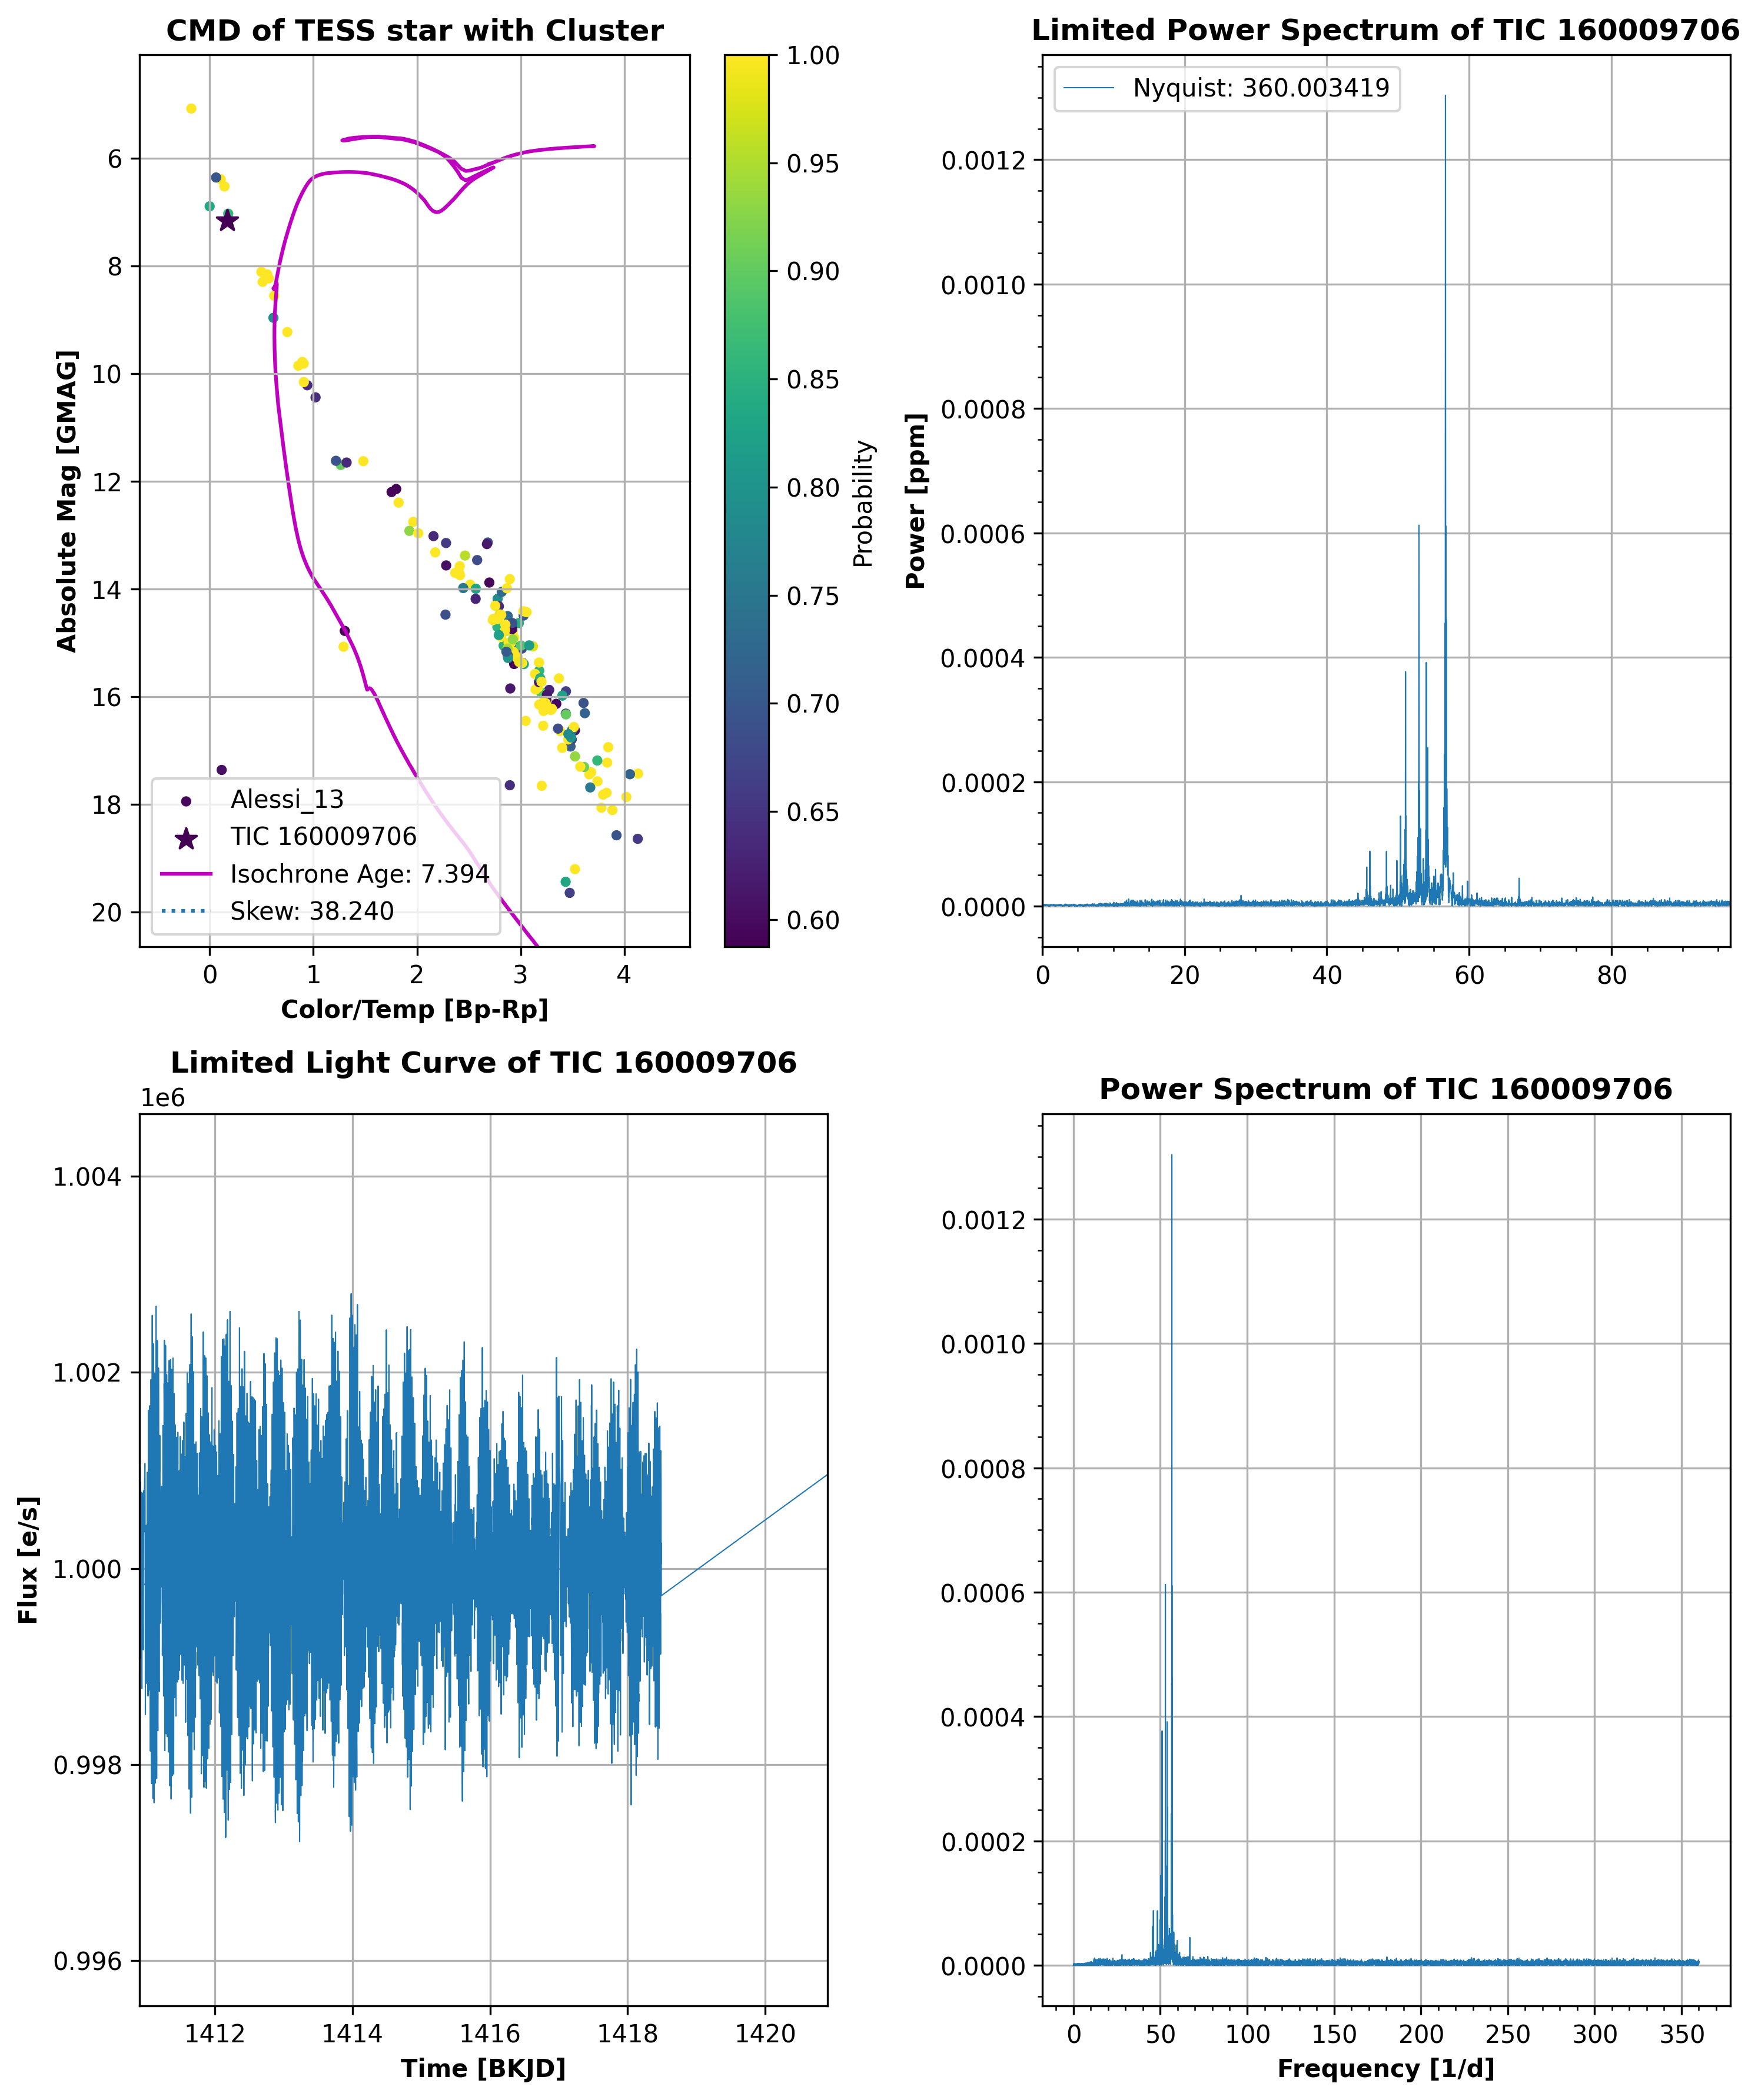 CMD of TESS star with Cluster
1.00
0.95
0.90
0.85
0.80
0.75
0.70
0.65
0.60
Probability
6
8
10
12
14
16
18
20
Absolute Mag [GMAG]
Alessi_13
TIC 160009706
Isochrone Age: 7.394
Skew: 38.240
0 1 2 3 4
Color/Temp [Bp-Rp]
Limited Power Spectrum of TIC 160009706
Nyquist: 360.003419
0.0012
0.0010
0.0008
0.0006
0.0004
0.0002
0.0000
Power [ppm]
0 20 40 60 80
Limited Light Curve of TIC 160009706
1e6
1.004
1.002
1.000
0.998
0.996
Flux [e/s]
1412 1414 1416 1418 1420
Time [BKJD]
Power Spectrum of TIC 160009706
0.0012
0.0010
0.0008
0.0006
0.0004
0.0002
0.0000
0 50 100 150 200 250 300 350
Frequency [1/d]